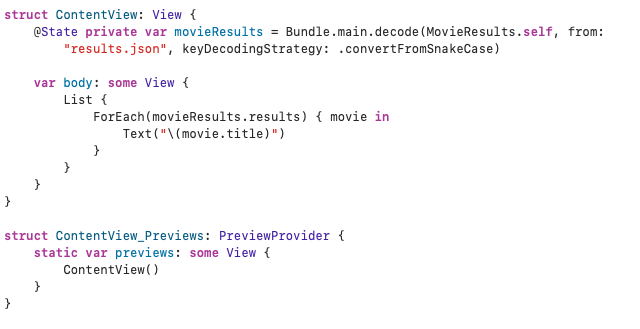 struct ContentView: View {
    @State private var movieResults = Bundle.main.decode(MovieResults.self, from:
        "results.json", keyDecodingStrategy: .convertFromSnakeCase)

    var body: some View {
        List {
            ForEach(movieResults.results) { movie in
                Text("\(movie.title)")
            }
        }
    }
}

struct ContentView_Previews: PreviewProvider {
    static var previews: some View {
        ContentView()
    }
}